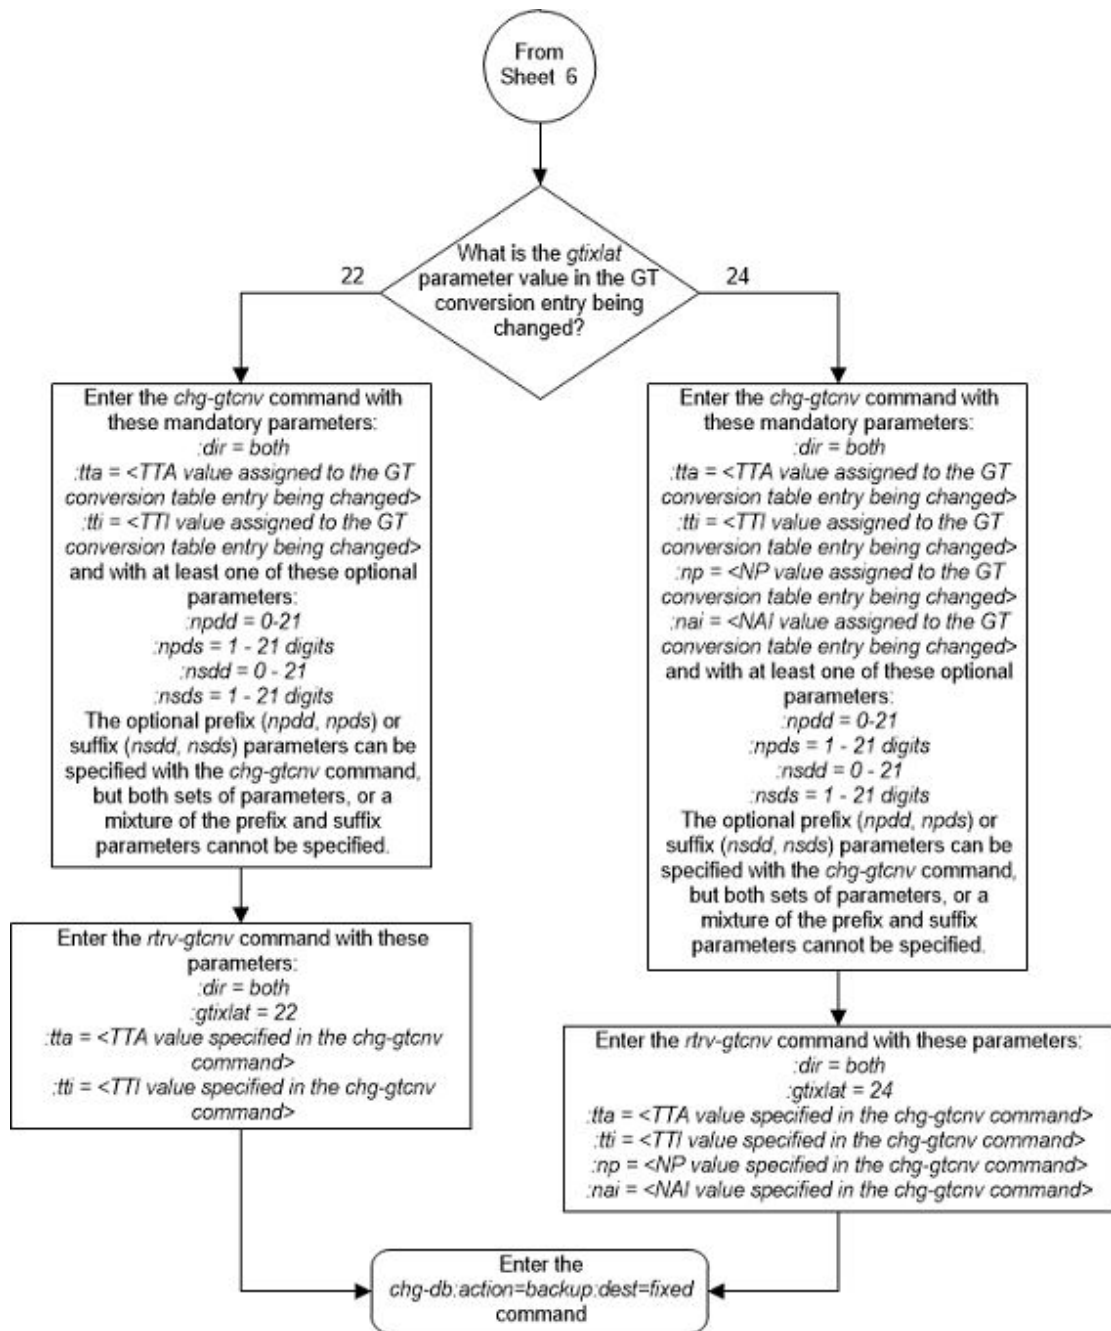 From
Sheet 6
What is the gtixlat
parameter value in the GT
conversion entry being
changed?
22
24
Enter the chg-gtcnv command with
these mandatory parameters:
:dir = both
:tta = <TTA value assigned to the GT
conversion table entry being changed>
:tti = <TTI value assigned to the GT
conversion table entry being changed>
and with at least one of these optional
parameters:
:npdd = 0-21
:npds = 1 - 21 digits
:nsdd = 0 - 21
:nsds = 1 - 21 digits
The optional prefix (npdd, npds) or
suffix (nsdd, nsds) parameters can be
specified with the chg-gtcnv command,
but both sets of parameters, or a
mixture of the prefix and suffix
parameters cannot be specified.
Enter the rtrv-gtcnv command with these
parameters:
:dir = both
:gtixlat = 22
:tta = <TTA value specified in the chg-gtcnv
command>
:tti = <TTI value specified in the chg-gtcnv
command>
Enter the chg-gtcnv command with
these mandatory parameters:
:dir = both
:tta = <TTA value assigned to the GT
conversion table entry being changed>
:tti = <TTI value assigned to the GT
conversion table entry being changed>
:np = <NP value assigned to the GT
conversion table entry being changed>
:nai = <NAI value assigned to the GT
conversion table entry being changed>
and with at least one of these optional
parameters:
:npdd = 0-21
:npds = 1 - 21 digits
:nsdd = 0 - 21
:nsds = 1 - 21 digits
The optional prefix (npdd, npds) or
suffix (nsdd, nsds) parameters can be
specified with the chg-gtcnv command,
but both sets of parameters, or a
mixture of the prefix and suffix
parameters cannot be specified.
Enter the rtrv-gtcnv command with these parameters:
:dir = both
:gtixlat = 24
:tta = <TTA value specified in the chg-gtcnv command>
:tti = <TTI value specified in the chg-gtcnv command>
:np = <NP value specified in the chg-gtcnv command>
:nai = <NAI value specified in the chg-gtcnv command>
Enter the
chg-db:action=backup:dest=fixed
command